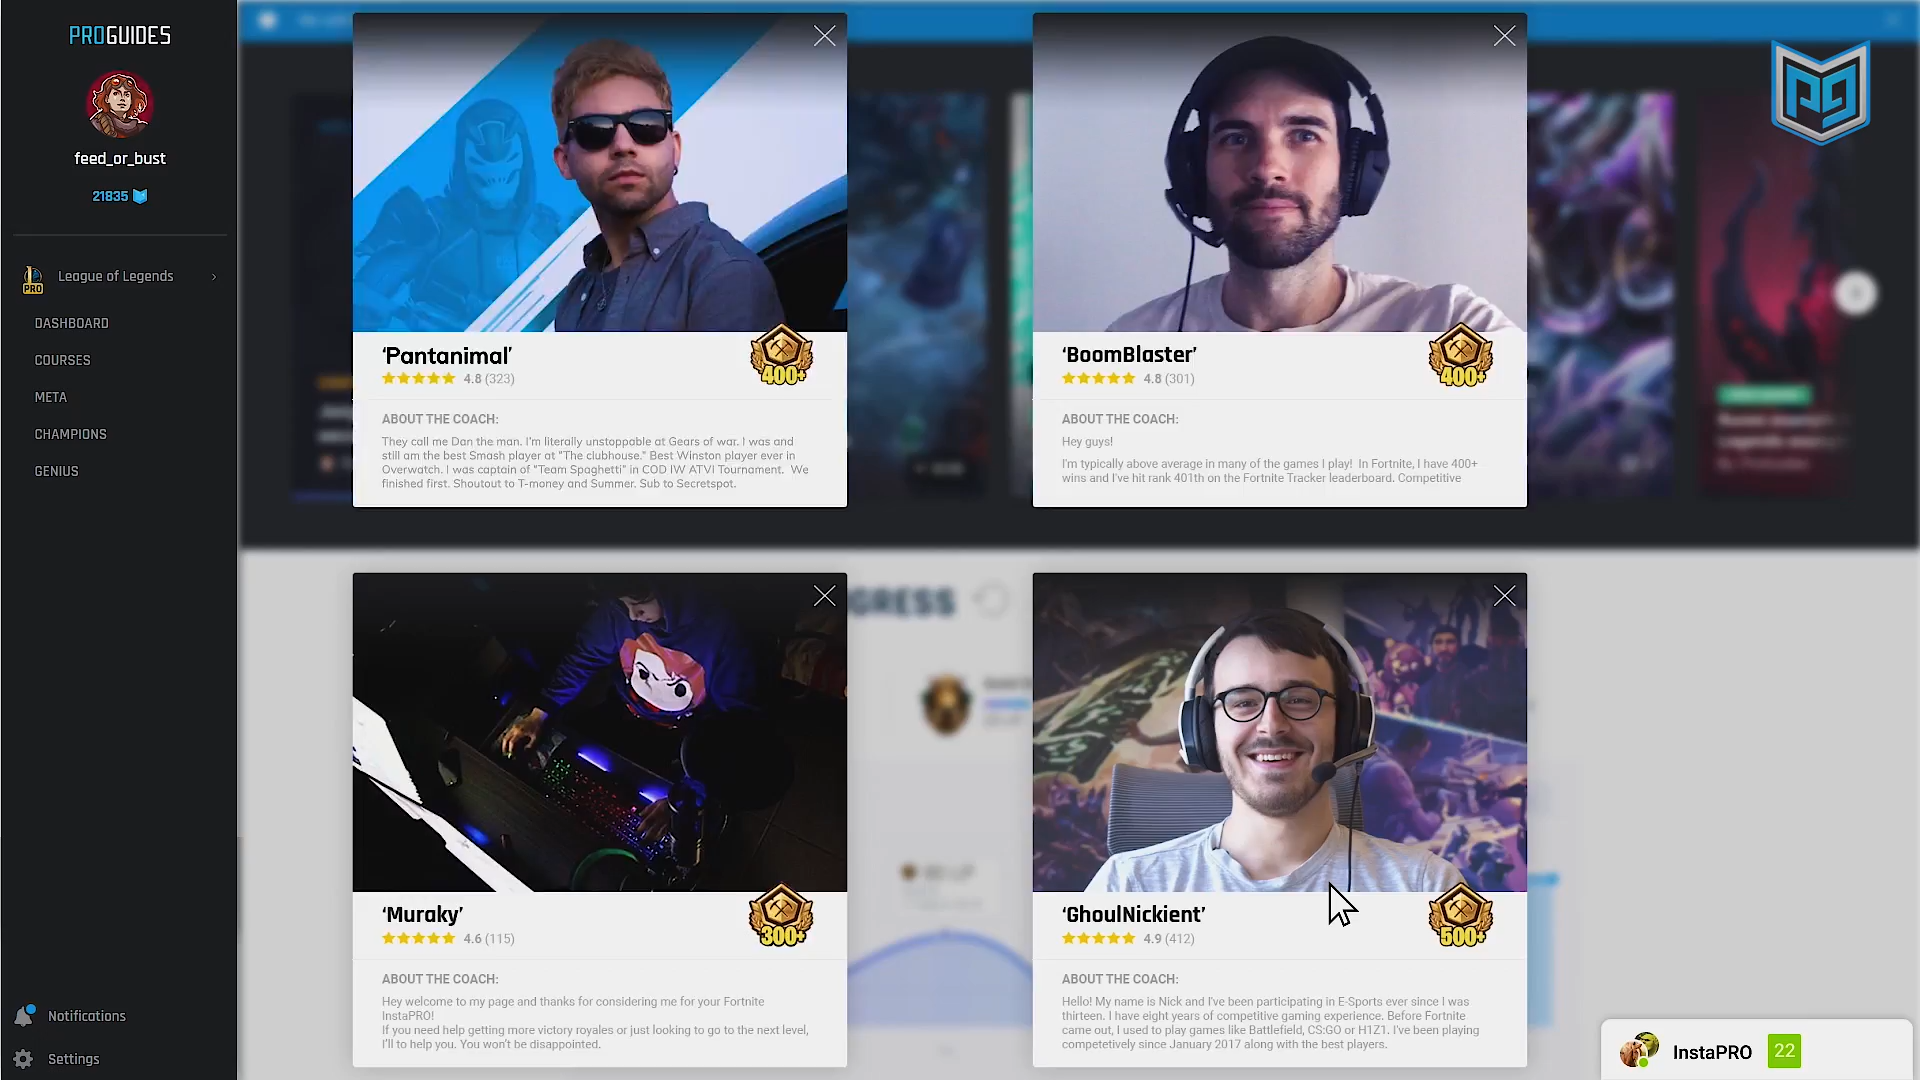 PROGUIDES
feed_or_bust
21835
PRO
League of Legends
DASHBOARD
COURSES
META
CHAMPIONS
GENIUS
Notifications
Settings
'Pantanimal'
4.8 (323)
400+
ABOUT THE COACH:
They call me Dan the man. I'm literally unstoppable at Gears of war. I was and
still am the best Smash player at "The clubhouse." Best Winston player ever in
Overwatch. I was captain of "Team Spaghetti" in COD IW ATVI Tournament. We
finished first. Shoutout to T-money and Summer. Sub to Secretspot.
'BoomBlaster'
4.8 (301)
400+
ABOUT THE COACH:
Hey guys!
I'm typically above average in many of the games I play! In Fortnite, I have 400+
wins and I've hit rank 401th on the Fortnite Tracker leaderboard. Competitive
PG
GRESS
'Muraky'
4.6 (115)
300+
ABOUT THE COACH:
Hey welcome to my page and thanks for considering me for your Fortnite
InstaPRO!
If you need help getting more victory royales or just looking to go to the next level,
I'll to help you. You won't be disappointed.
'GhoulNickient'
4.9 (412)
500+
ABOUT THE COACH:
Hello! My name is Nick and I've been participating in E-Sports ever since I was
thirteen. I have eight years of competitive gaming experience. Before Fortnite
came out, I used to play games like Battlefield, CS:GO or H1Z1. I've been playing
competetively since January 2017 along with the best players.
InstaPRO 22